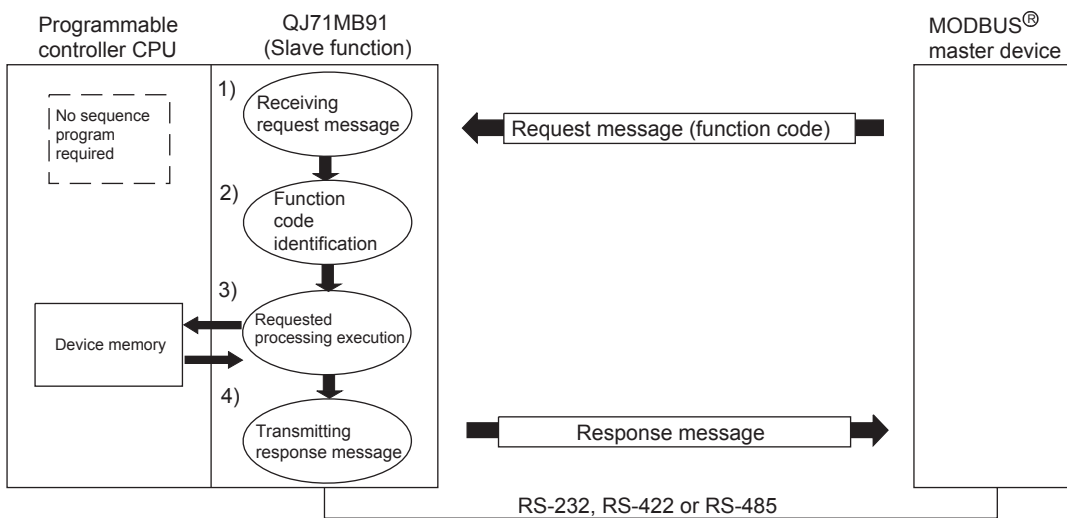 Programmable
controller CPU
QJ71MB91
(Slave function)
MODBUS®
master device
No sequence
program
required
1)
Receiving
request message
Request message (function code)
2)
Function
code
identification
3)
Requested
processing execution
Device memory
4)
Transmitting
response message
Response message
RS-232, RS-422 or RS-485